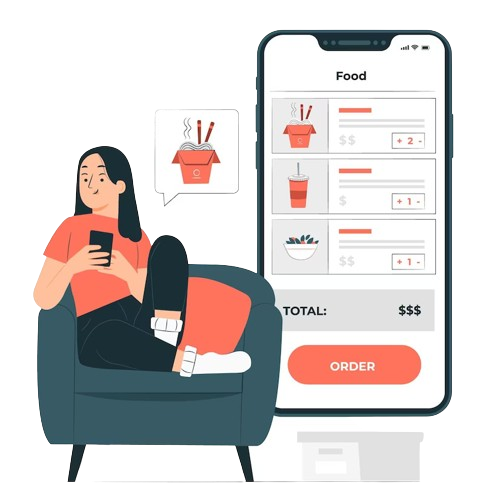 Food
$$
+ 2 -
$
+ 1 -
$$
+ 1 -
TOTAL: $$$
ORDER